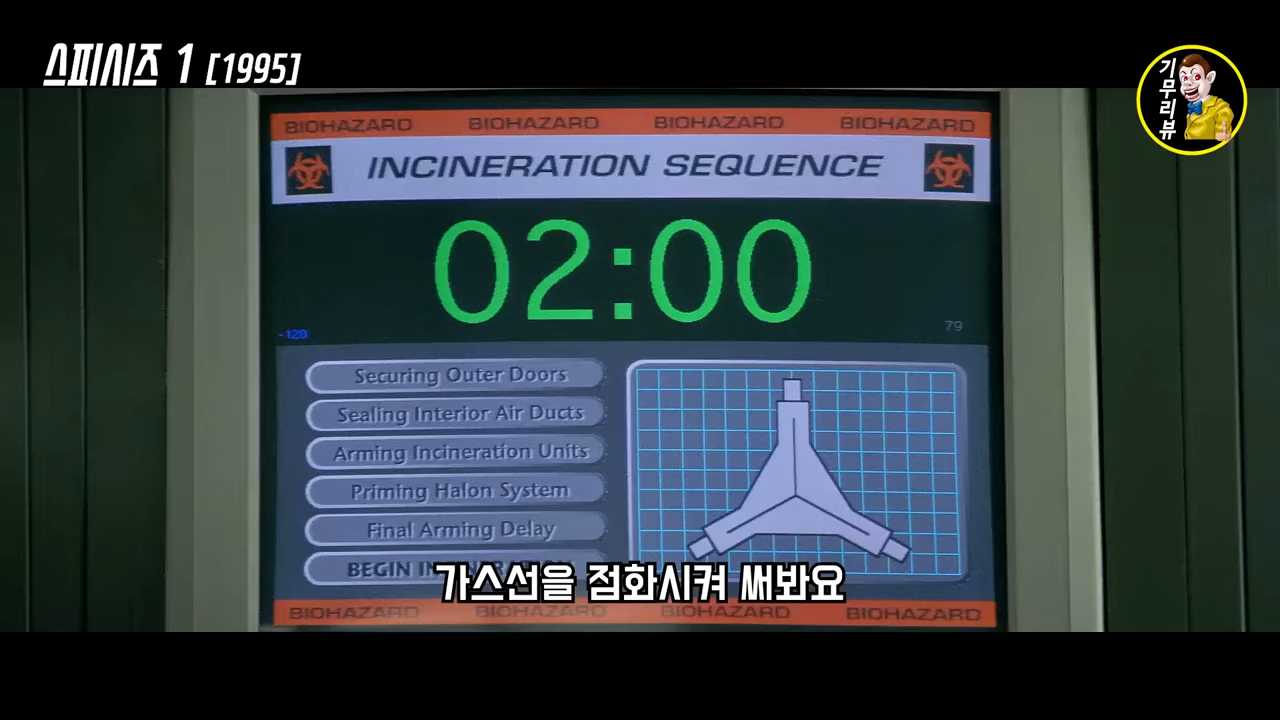 스피시즈 1 [1995]
기무리뷰
BIOHAZARD BIOHAZARD BIOHAZARD BIOHAZARD
INCINERATION SEQUENCE
02:00
-120
79
Securing Outer Doors
Sealing Interior Air Ducts
Arming Incineration Units
Priming Halon System
Final Arming Delay
BEGIN
가스선을 점화시켜 써봐요
BIOHAZARD BIOHAZARD BIOHAZARD BIOHAZARD